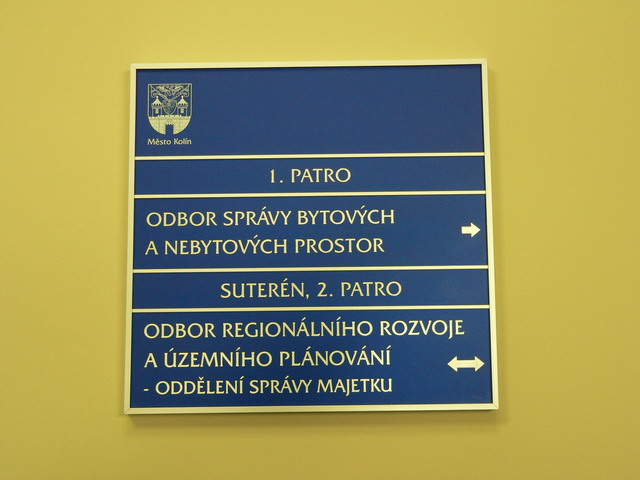 Město Kolín
1. PATRO
ODBOR SPRÁVY BYTOVÝCH
A NEBYTOVÝCH PROSTOR
SUTERÉN, 2. PATRO
ODBOR REGIONÁLNÍHO ROZVOJE
A ÚZEMNÍHO PLÁNOVÁNÍ
- ODDĚLENÍ SPRÁVY MAJETKU